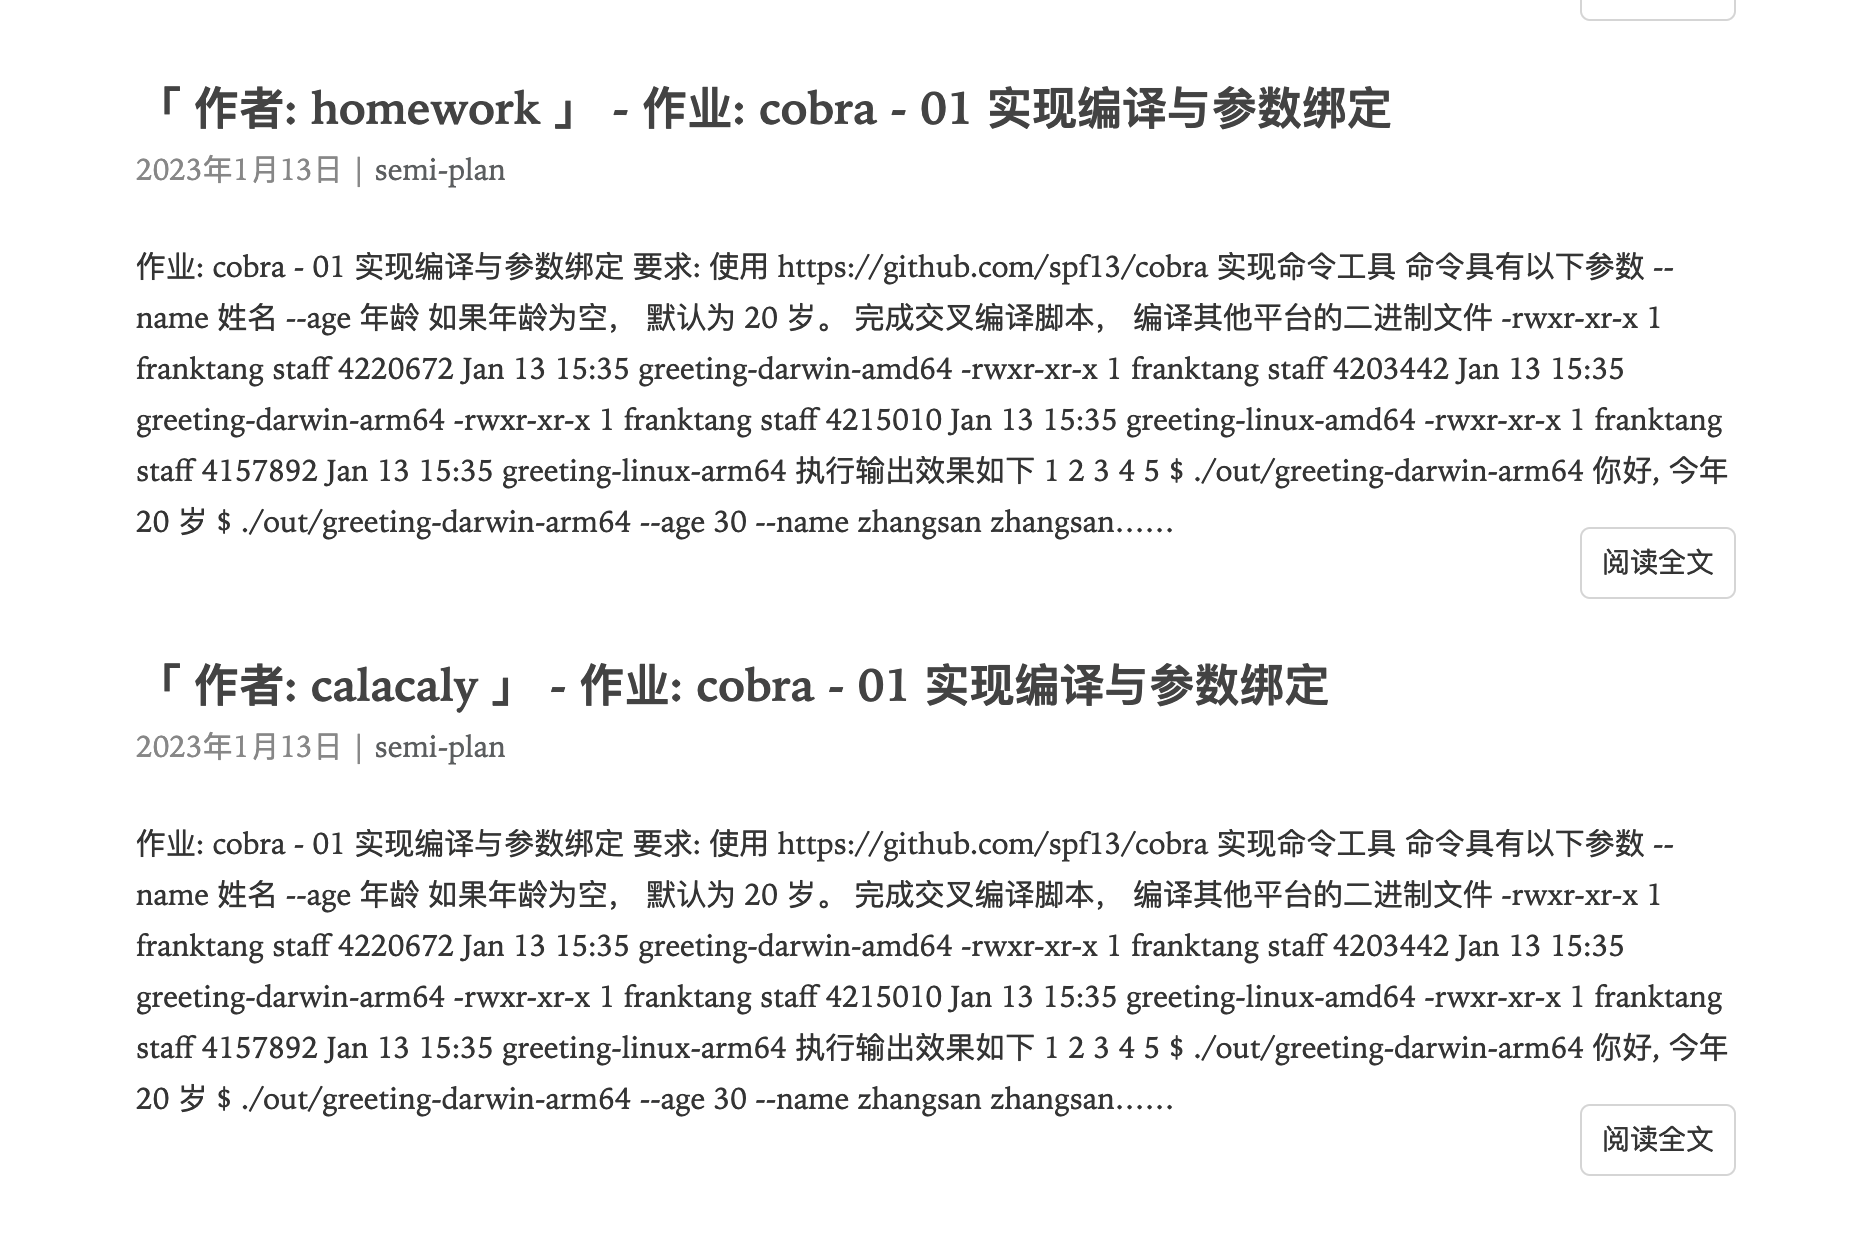 「 作者: homework 」 - 作业: cobra - 01 实现编译与参数绑定
2023年1月13日 | semi-plan
作业: cobra - 01 实现编译与参数绑定 要求: 使用 https://github.com/spf13/cobra 实现命令工具 命令具有以下参数 --
name 姓名 --age 年龄 如果年龄为空， 默认为 20 岁。 完成交叉编译脚本， 编译其他平台的二进制文件 -rwxr-xr-x 1
franktang staff 4220672 Jan 13 15:35 greeting-darwin-amd64 -rwxr-xr-x 1 franktang staff 4203442 Jan 13 15:35
greeting-darwin-arm64 -rwxr-xr-x 1 franktang staff 4215010 Jan 13 15:35 greeting-linux-amd64 -rwxr-xr-x 1 franktang
staff 4157892 Jan 13 15:35 greeting-linux-arm64 执行输出效果如下 1 2 3 4 5 $ ./out/greeting-darwin-arm64 你好, 今年
20 岁 $ ./out/greeting-darwin-arm64 --age 30 --name zhangsan zhangsan……
阅读全文
「 作者: calacaly 」 - 作业: cobra - 01 实现编译与参数绑定
2023年1月13日 | semi-plan
作业: cobra - 01 实现编译与参数绑定 要求: 使用 https://github.com/spf13/cobra 实现命令工具 命令具有以下参数 --
name 姓名 --age 年龄 如果年龄为空， 默认为 20 岁。 完成交叉编译脚本， 编译其他平台的二进制文件 -rwxr-xr-x 1
franktang staff 4220672 Jan 13 15:35 greeting-darwin-amd64 -rwxr-xr-x 1 franktang staff 4203442 Jan 13 15:35
greeting-darwin-arm64 -rwxr-xr-x 1 franktang staff 4215010 Jan 13 15:35 greeting-linux-amd64 -rwxr-xr-x 1 franktang
staff 4157892 Jan 13 15:35 greeting-linux-arm64 执行输出效果如下 1 2 3 4 5 $ ./out/greeting-darwin-arm64 你好, 今年
20 岁 $ ./out/greeting-darwin-arm64 --age 30 --name zhangsan zhangsan……
阅读全文